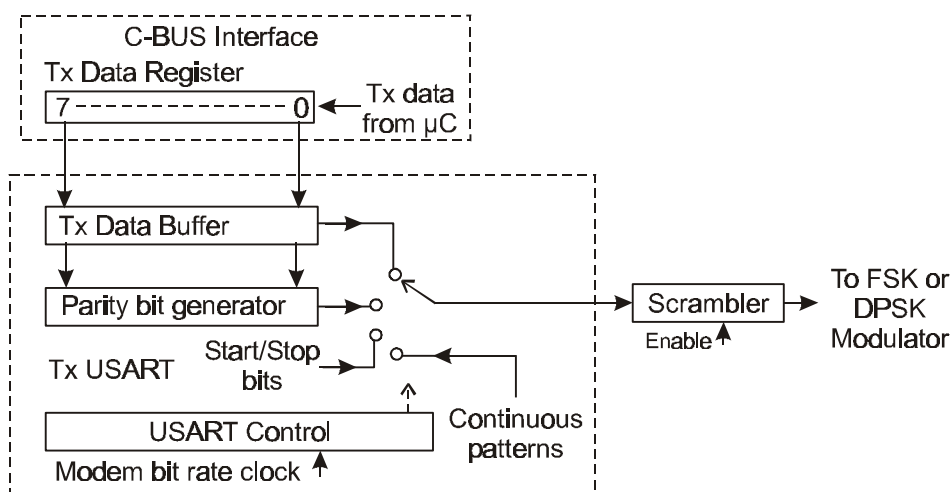 C-BUS Interface
Tx Data Register
7
0
Tx data
from µC
Tx Data Buffer
Parity bit generator
Start/Stop
bits
Tx USART
USART Control
Modem bit rate clock
Continuous
patterns
Scrambler
Enable
To FSK or
DPSK
Modulator